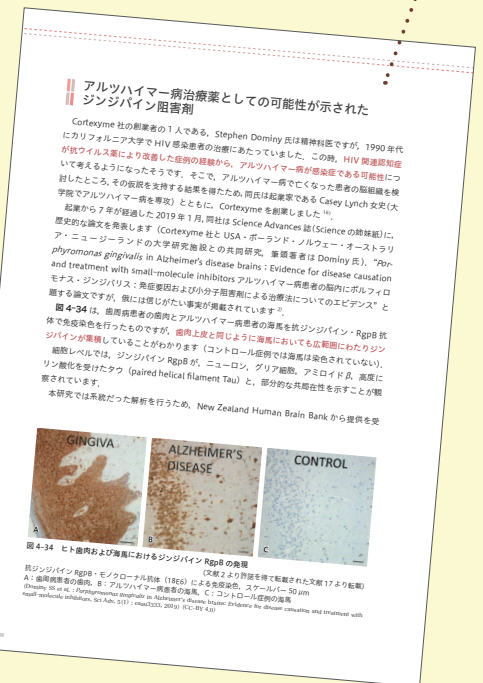 アルツハイマー病治療薬としての可能性が示された
ジンジパイン阻害剤
Cortexyme 社の創業者の 1 人である，Stephen Dominy 氏は精神科医ですが，1990 年代
にカリフォルニア大学で HIV 感染患者の治療にあたっていました．この時，HIV 関連認知症
が抗ウイルス薬により改善した症例の経験から，アルツハイマー病が感染症である可能性につ
いて考えるようになったそうです．そこで，アルツハイマー病で亡くなった患者の脳組織を検
討したところ，その仮説を支持する結果を得たため，同氏は起業家である Casey Lynch 女史（大
学院でアルツハイマー病を専攻）とともに，Cortexyme を創業しました 16)．
起業から 7 年が経過した 2019 年 1 月，同社は Science Advances 誌（Science の姉妹紙）に，
歴史的な論文を発表します（Cortexyme 社と USA・ポーランド・ノルウェー・オーストラリ
ア・ニュージーランドの大学研究施設との共同研究，筆頭著者は Dominy 氏）．“Por-
phyromonas gingivalis in Alzheimer's disease brains : Evidence for disease causation
and treatment with small-molecule inhibitors アルツハイマー病患者の脳内にポルフィロ
モナス・ジンジバリス：発症要因および小分子阻害剤による治療法についてのエビデンス” と
題する論文ですが，俄には信じがたい事実が掲載されています 2)．
図 4-34 は，歯周病患者の歯肉とアルツハイマー病患者の海馬を抗ジンジパイン・RgpB 抗
体で免疫染色を行ったものですが，歯肉上皮と同じように海馬においても広範囲にわたりジン
ジパインが蓄積していることがわかります（コントロール症例では海馬は染色されていない）．
細胞レベルでは，ジンジパイン RgpB が，ニューロン，グリア細胞，アミロイド β，高度に
リン酸化を受けたタウ（paired helical filament Tau）と，部分的な共局在性を示すことが観
察されています．
本研究では系統だった解析を行うため，New Zealand Human Brain Bank から提供を受
GINGIVA
A
ALZHEIMER'S
DISEASE
B
CONTROL
C
図 4-34 ヒト歯肉および海馬におけるジンジパイン RgpB の発現
（文献 2 より許諾を得て転載された文献 17 より転載）
抗ジンジパイン RgpB・モノクローナル抗体（18E6）による免疫染色，スケールバー 50 μm
A：歯周病患者の歯肉，B：アルツハイマー病患者の海馬，C：コントロール症例の海馬
(Dominy SS et al. : Porphyromonas gingivalis in Alzheimer's disease brains: Evidence for disease causation and treatment with
small-molecule inhibitors. Sci Adv, 5(1) : eaau3333, 2019) (CC-BY 4.0)